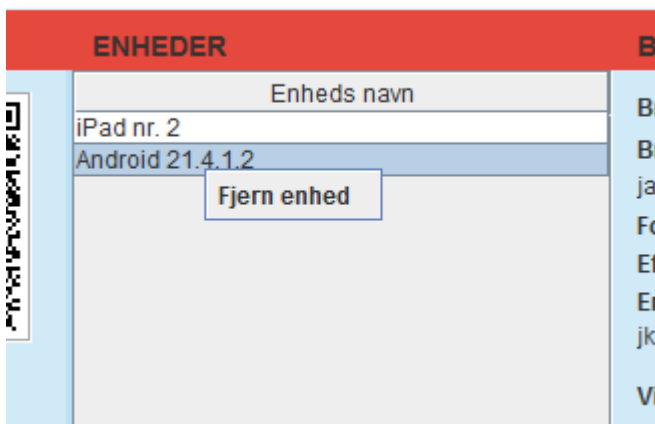 ENHEDER
Enheds navn
iPad nr. 2
Android 21.4.1.2
Fjern enhed